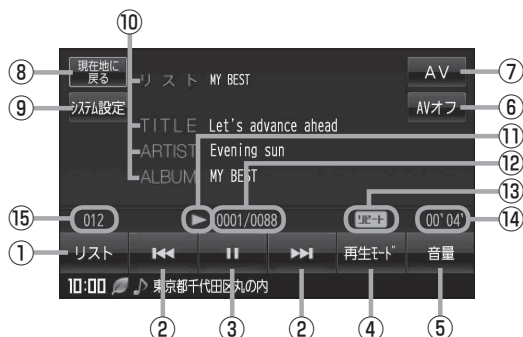 ⑩
⑧ 現在地に戻る リスト MY BEST AV ⑦
⑨ システム設定 AVオフ ⑥
TITLE Let's advance ahead
ARTIST Evening sun ⑪
ALBUM MY BEST ⑫
⑬
⑮ 012 0001/0088 リピート 00'04" ⑭
① リスト 再生モード 音量
10:00 東京都千代田区丸の内
② ③ ② ④ ⑤